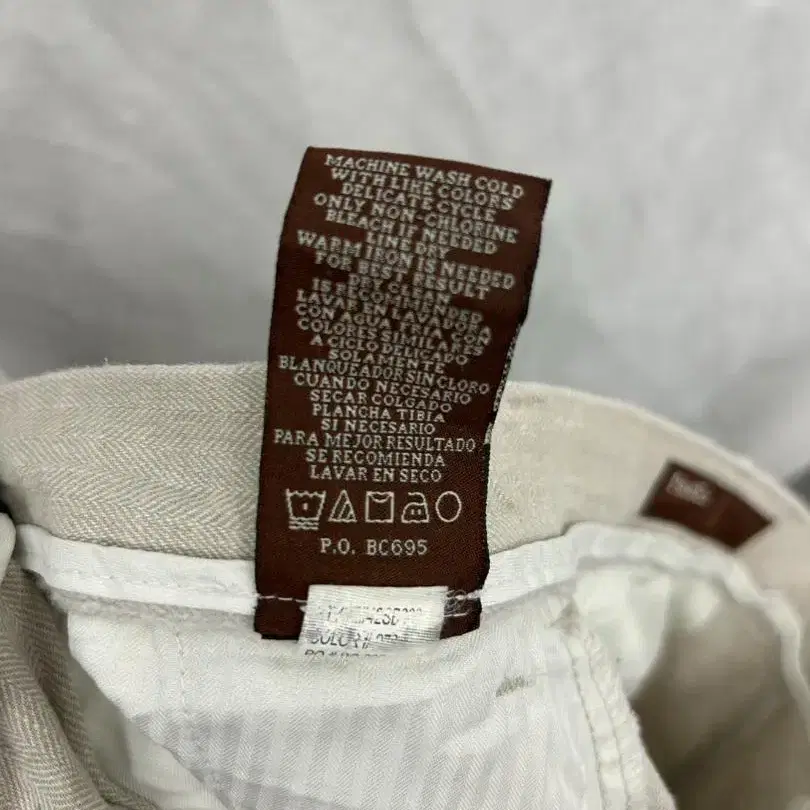 MACHINE WASH COLD
WITH LIKE COLORS
DELICATE CYCLE
ONLY NON-CHLORINE
BLEACH IF NEEDED
LINE DRY
WARM IRON IS NEEDED
FOR BEST RESULT
DRY CLEAN
IS RECOMMENDED
LAVAR EN LAVADORA
CON AGUA FRIA CON
COLORES SIMILARES
A CICLO DELICADO
SOLAMENTE
BLANQUEADOR SIN CLORO
CUANDO NECESARIO
SECAR COLGADO
PLANCHA TIBIA
SI NECESARIO
PARA MEJOR RESULTADO
SE RECOMIENDA
LAVAR EN SECO
P.O. BC695
COLOR#